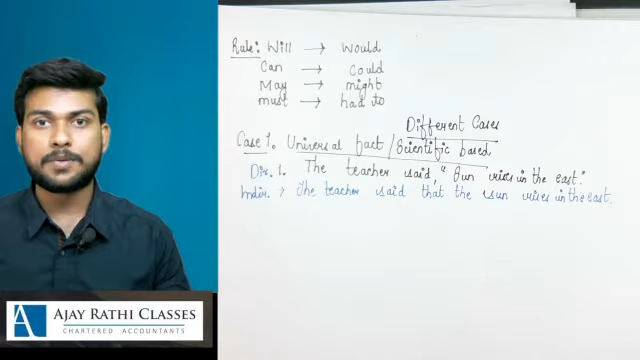 Rule: Will → Would
Can → Could
May → might
must → had to
Different Cases
Case 1. Universal fact / Scientific based
Dir. 1. The teacher said, "Sun rises in the east."
Indir. → The teacher said that the sun rises in the east.
AJAY RATHI CLASSES
CHARTERED ACCOUNTANTS